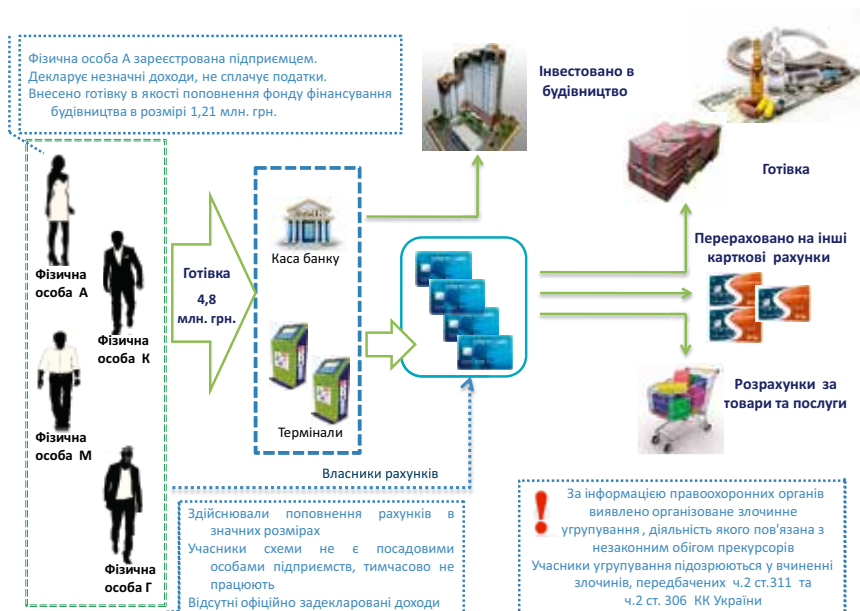 Фізична особа А зареєстрована підприємцем.
Декларує незначні доходи, не сплачує податки.
Внесено готівку в якості поповнення фонду фінансування
будівництва в розмірі 1,21 млн. грн.
Інвестовано в
будівництво
Готівка
Фізична
особа А
Фізична
особа К
Фізична
особа М
Фізична
особа Г
Готівка
4,8
млн. грн.
Каса банку
Термінали
Перераховано на інші
карткові рахунки
Розрахунки за
товари та послуги
Власники рахунків
Здійснювали поповнення рахунків в
значних розмірах
Учасники схеми не є посадовими
особами підприємств, тимчасово не
працюють
Відсутні офіційно задекларовані доходи
За інформацією правоохоронних органів
виявлено організоване злочинне
угрупування , діяльність якого пов'язана з
незаконним обігом прекурсорів
Учасники угрупування підозрюються у вчиненні
злочинів, передбачених ч.2 ст.311 та
ч.2 ст. 306 КК України